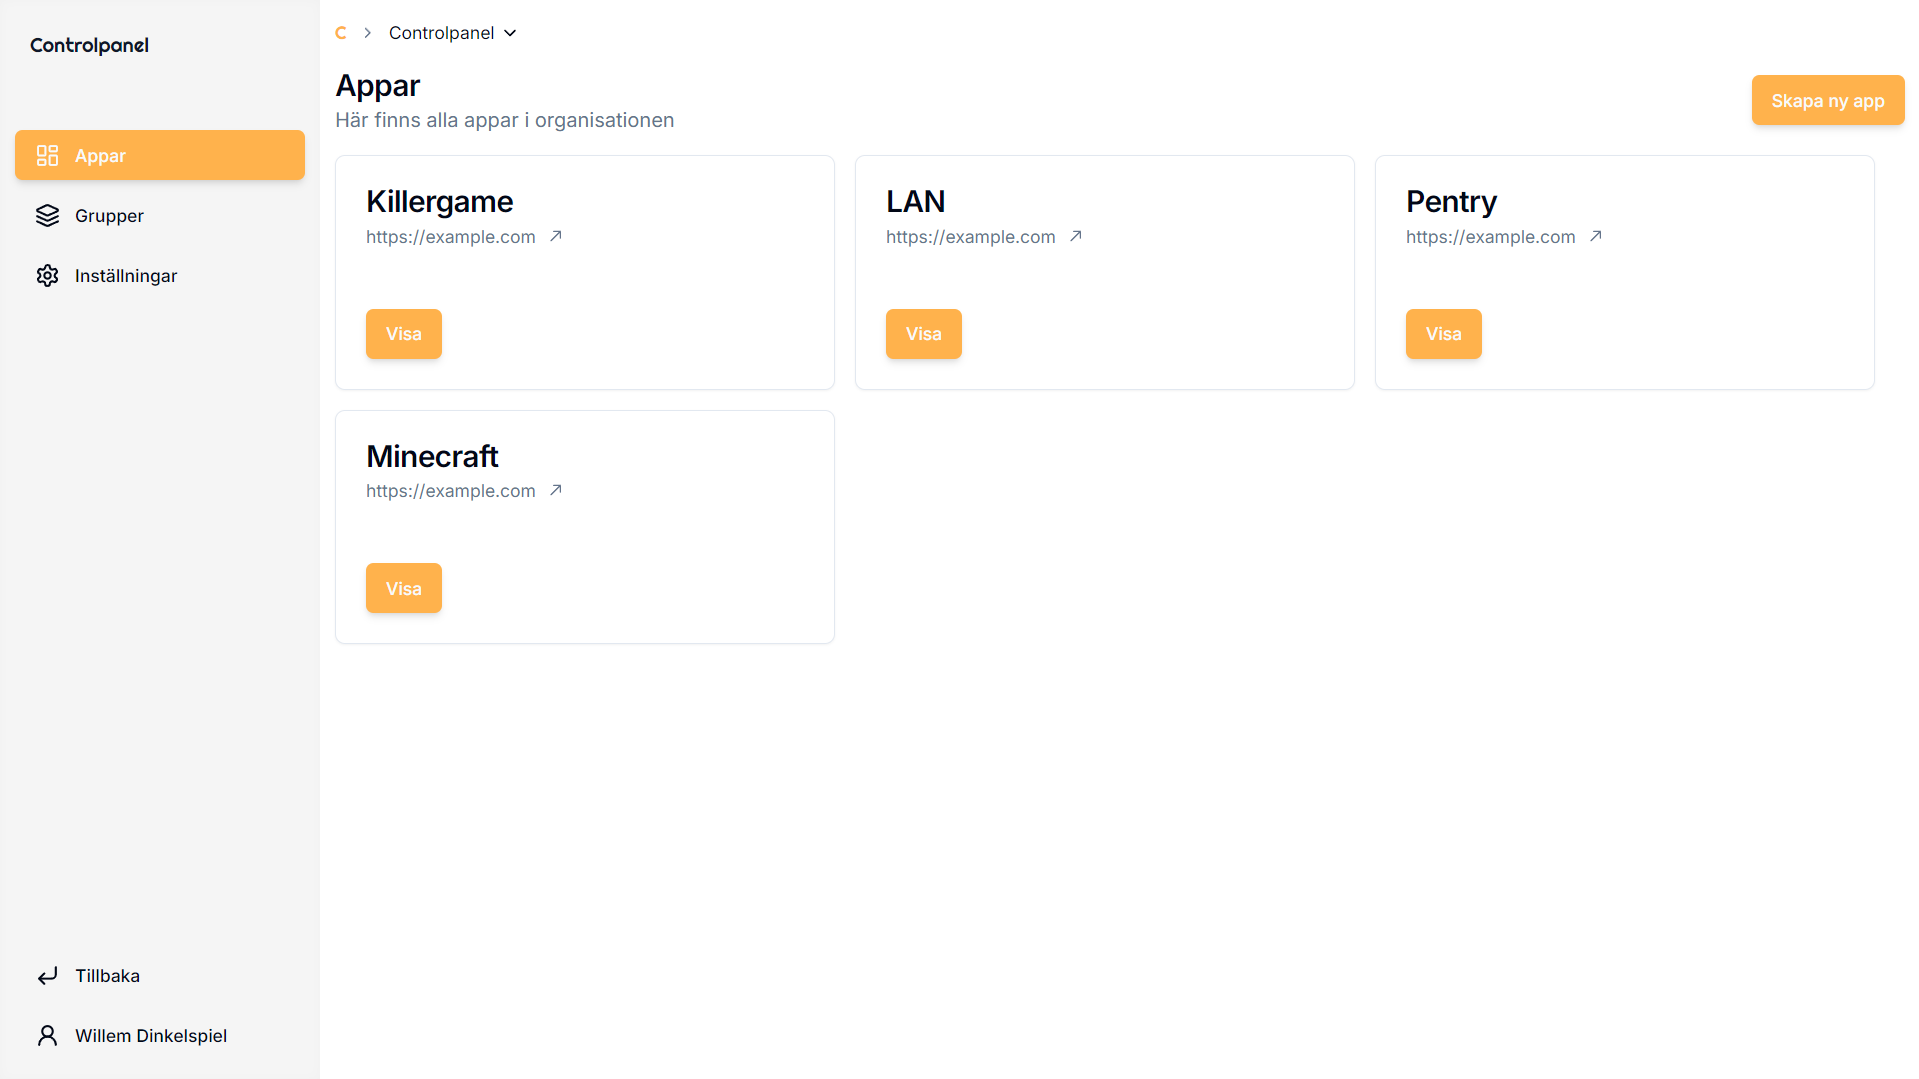 Controlpanel
Appar
Grupper
Inställningar
Tillbaka
Willem Dinkelspiel
C
Controlpanel
Appar
Här finns alla appar i organisationen
Skapa ny app
Killergame
https://example.com
Visa
LAN
https://example.com
Visa
Pentry
https://example.com
Visa
Minecraft
https://example.com
Visa